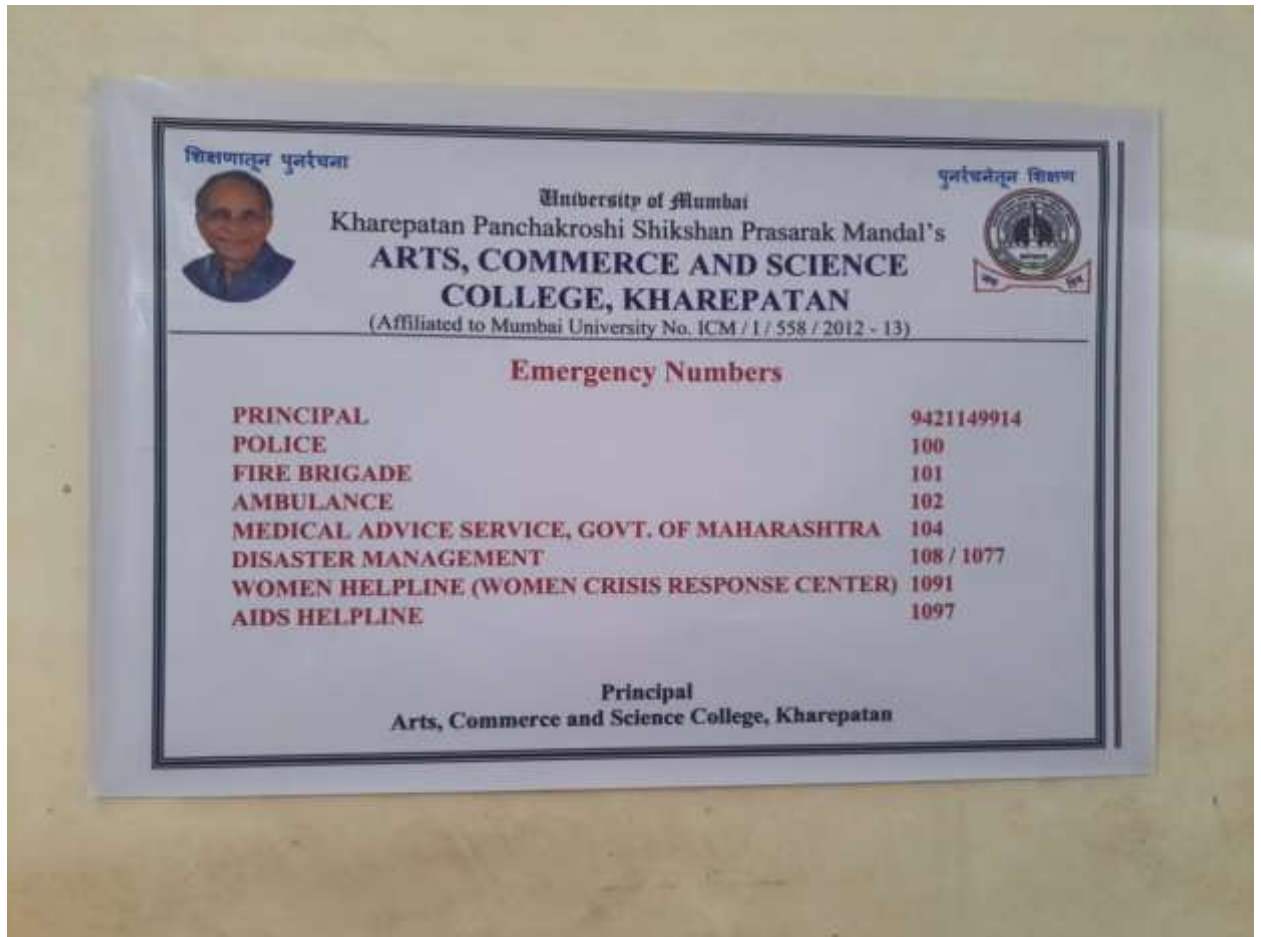 शिक्षणातून पुनर्रचना
पुनर्रचनेतून शिक्षण
University of Mumbai
Kharepatan Panchakroshi Shikshan Prasarak Mandal's
ARTS, COMMERCE AND SCIENCE
COLLEGE, KHAREPATAN
(Affiliated to Mumbai University No. ICM / I / 558 / 2012 - 13)
Emergency Numbers
PRINCIPAL 9421149914
POLICE 100
FIRE BRIGADE 101
AMBULANCE 102
MEDICAL ADVICE SERVICE, GOVT. OF MAHARASHTRA 104
DISASTER MANAGEMENT 108 / 1077
WOMEN HELPLINE (WOMEN CRISIS RESPONSE CENTER) 1091
AIDS HELPLINE 1097
Principal
Arts, Commerce and Science College, Kharepatan